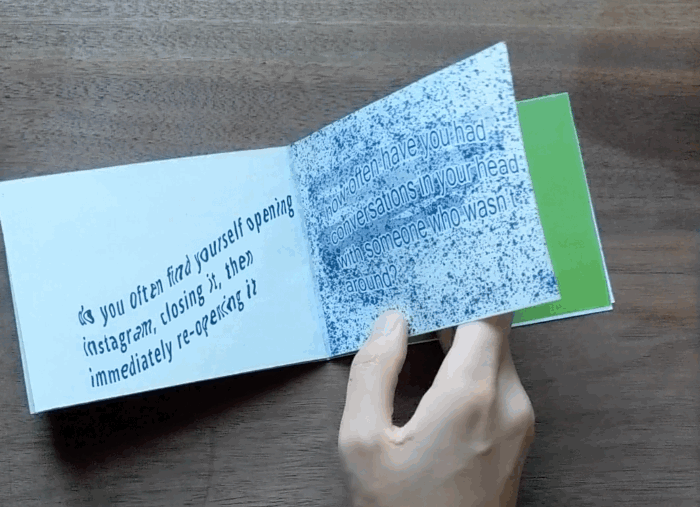 do you often find yourself opening
instagram, closing it, then
immediately re-opening it
how often have you had
conversations in your head
with someone who wasn't
around?